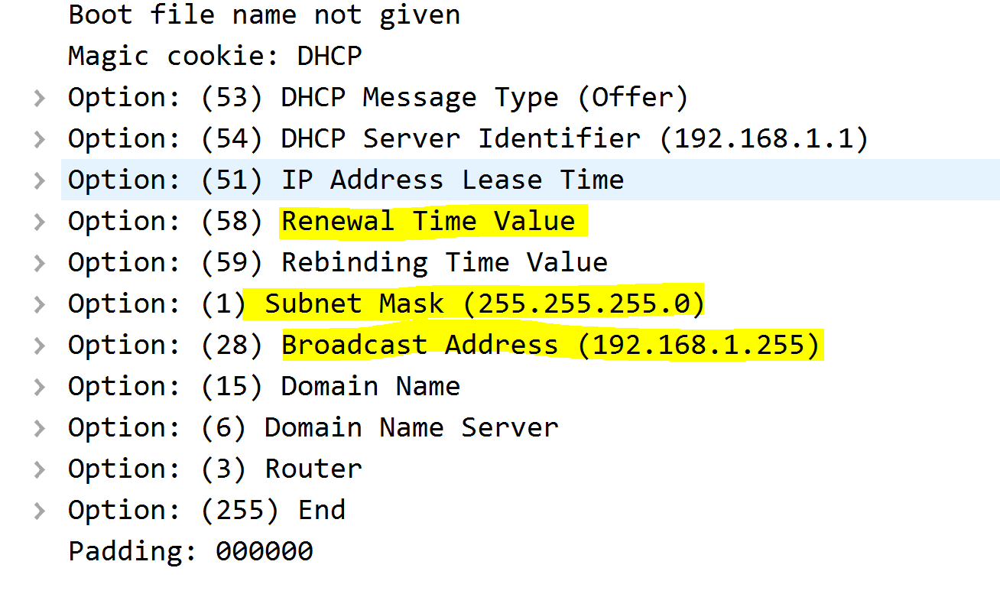 Boot file name not given
Magic cookie: DHCP
Option: (53) DHCP Message Type (Offer)
Option: (54) DHCP Server Identifier (192.168.1.1)
Option: (51) IP Address Lease Time
Option: (58) Renewal Time Value
Option: (59) Rebinding Time Value
Option: (1) Subnet Mask (255.255.255.0)
Option: (28) Broadcast Address (192.168.1.255)
Option: (15) Domain Name
Option: (6) Domain Name Server
Option: (3) Router
Option: (255) End
Padding: 000000